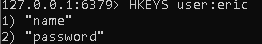 127.0.0.1:6379> HKEYS user:eric
1) "name"
2) "password"